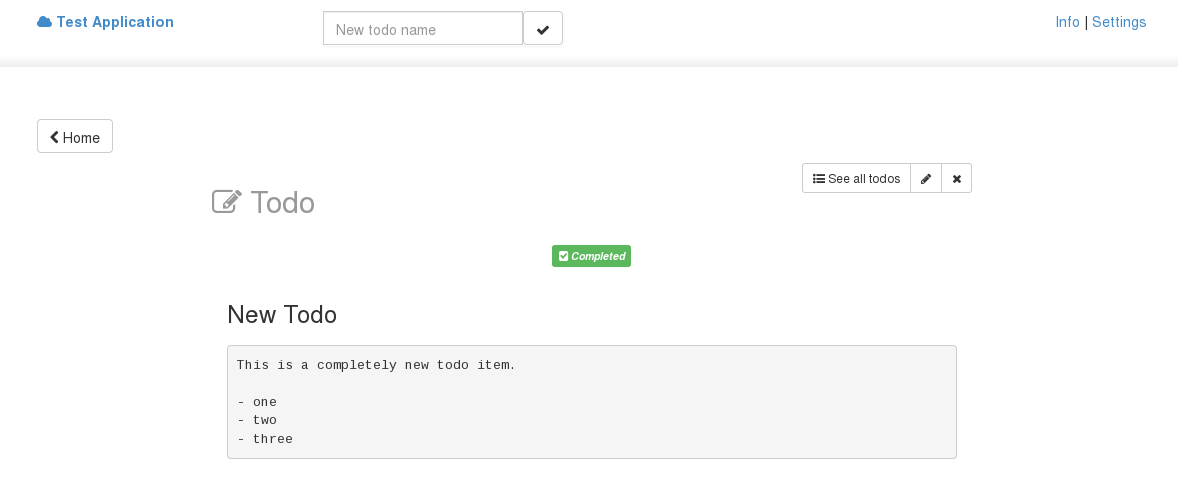 Test Application
New todo name
Info | Settings
Home
See all todos
Todo
Completed
New Todo
This is a completely new todo item.
- one
- two
- three